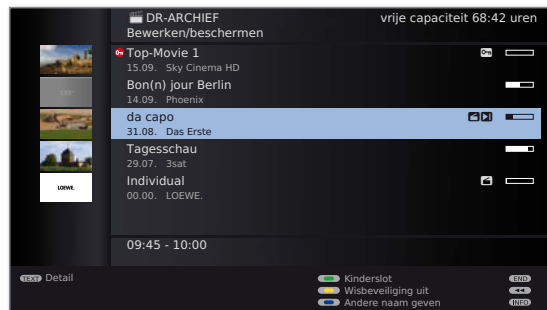 DR-ARCHIEF vrije capaciteit 68:42 uren
Bewerken/beschermen
Top-Movie 1
15.09. Sky Cinema HD
Bon(n) jour Berlin
14.09. Phoenix
da capo
31.08. Das Erste
Tagesschau
29.07. 3sat
Individual
00.00. LOEWE.
LOEWE.
09:45 - 10:00
TEXT Detail
Kinderslot END
Wisbeveiliging uit
Andere naam geven INFO